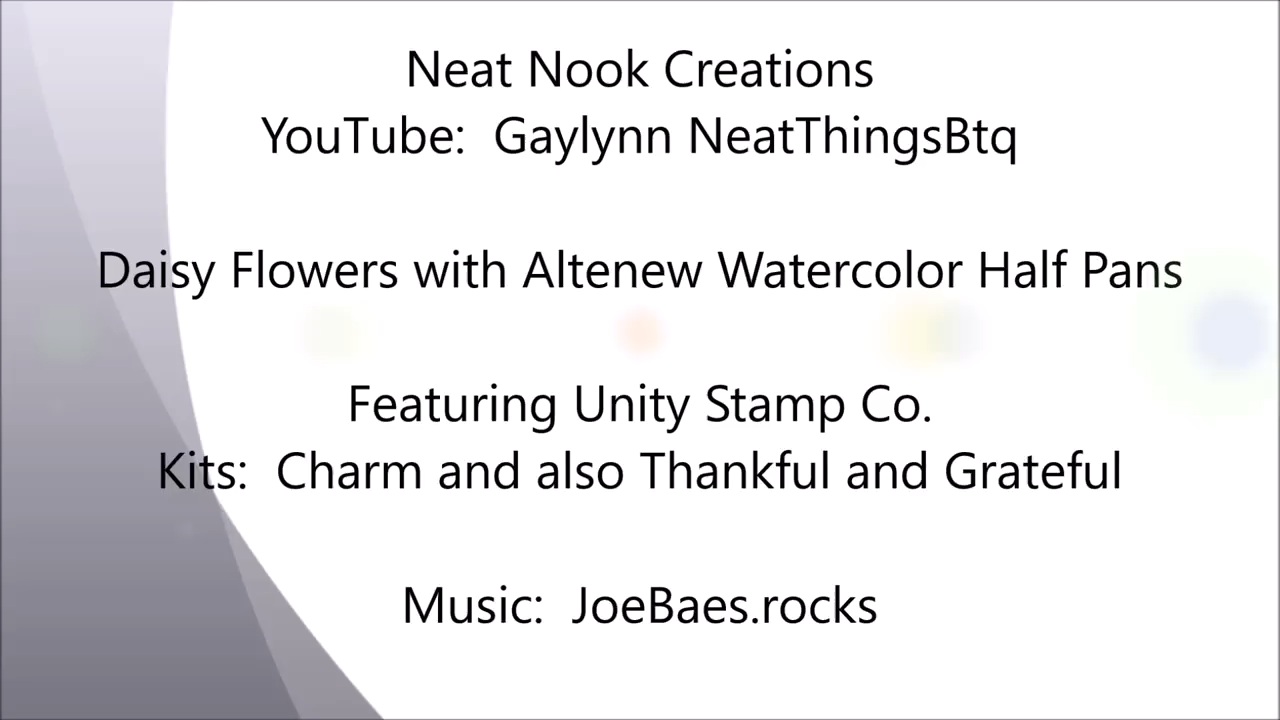 Neat Nook Creations
YouTube:  Gaylynn NeatThingsBtq
Daisy Flowers with Altenew Watercolor Half Pans
Featuring Unity Stamp Co.
Kits:  Charm and also Thankful and Grateful
Music:  JoeBaes.rocks